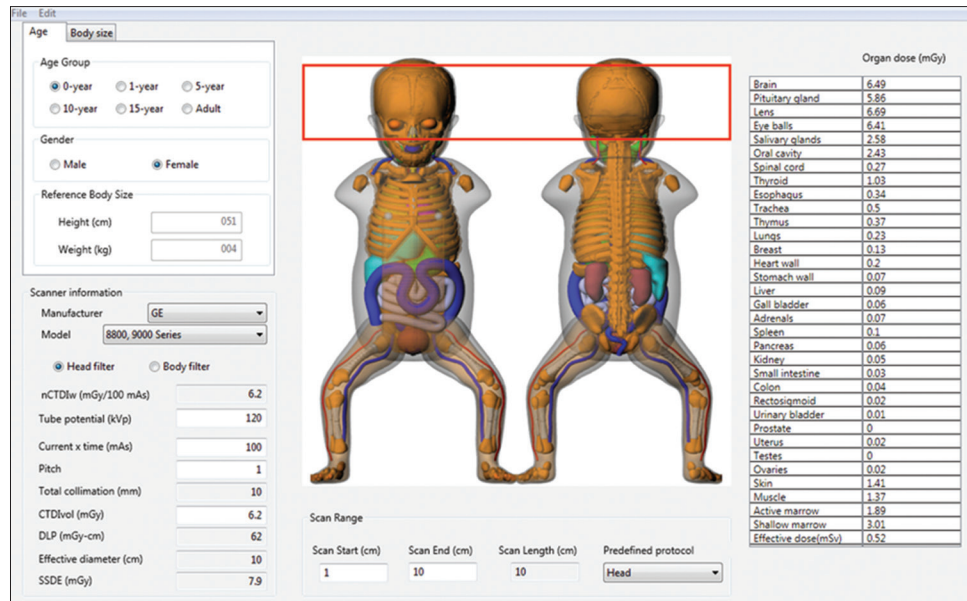 File Edit
Age Body size
Age Group
0-year 1-year 5-year
10-year 15-year Adult
Gender
Male Female
Reference Body Size
Height (cm) 051
Weight (kg) 004
Scanner information
Manufacturer GE
Model 8800, 9000 Series
Head filter Body filter
nCTDIw (mGy/100 mAs) 6.2
Tube potential (kVp) 120
Current x time (mAs) 100
Pitch 1
Total collimation (mm) 10
CTDIvol (mGy) 6.2
DLP (mGy-cm) 62
Effective diameter (cm) 10
SSDE (mGy) 7.9
Scan Range
Scan Start (cm) Scan End (cm) Scan Length (cm) Predefined protocol
1 10 10 Head
Organ dose (mGy)
Brain 6.49
Pituitary gland 5.86
Lens 6.69
Eye balls 6.41
Salivary glands 2.58
Oral cavity 2.43
Spinal cord 0.27
Thyroid 1.03
Esophagus 0.34
Trachea 0.5
Thymus 0.37
Lungs 0.23
Breast 0.13
Heart wall 0.2
Stomach wall 0.07
Liver 0.09
Gall bladder 0.06
Adrenals 0.07
Spleen 0.1
Pancreas 0.06
Kidney 0.05
Small intestine 0.03
Colon 0.04
Rectosigmoid 0.02
Urinary bladder 0.01
Prostate 0
Uterus 0.02
Testes 0
Ovaries 0.02
Skin 1.41
Muscle 1.37
Active marrow 1.89
Shallow marrow 3.01
Effective dose(mSv) 0.52